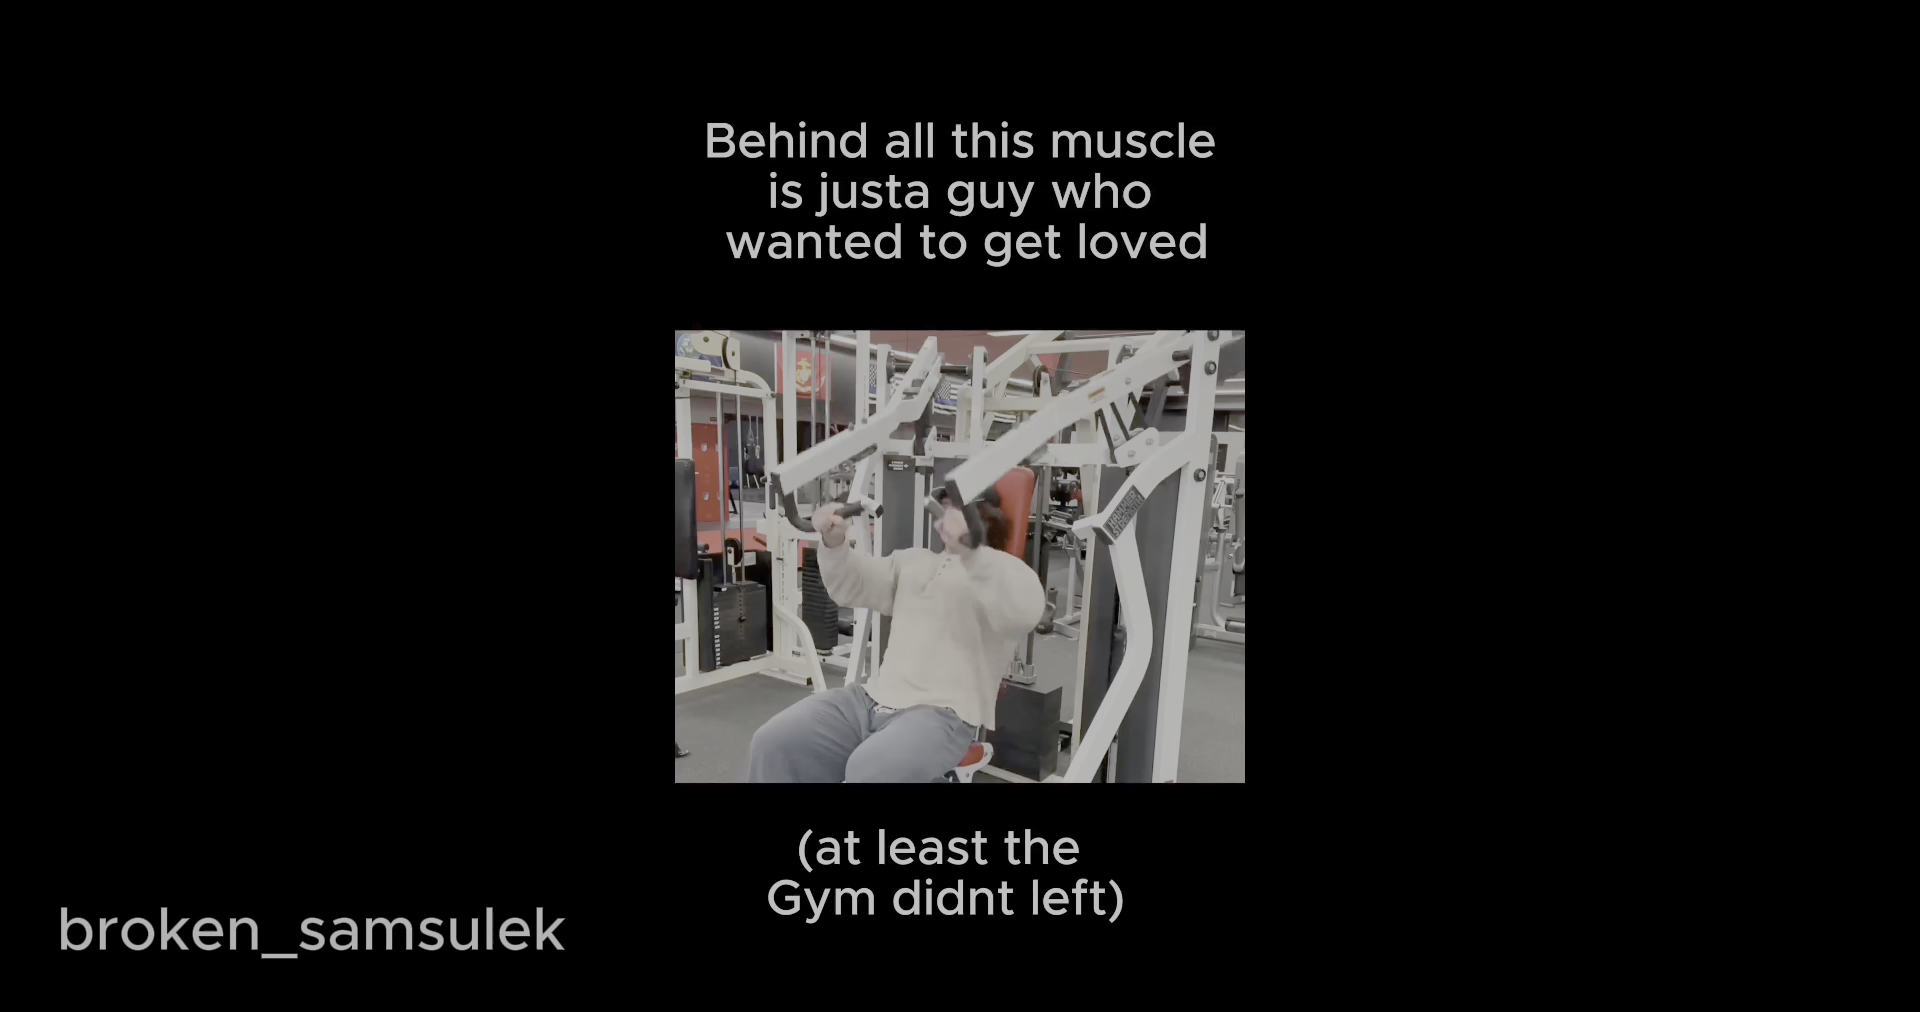 Behind all this muscle
is justa guy who
wanted to get loved
(at least the
Gym didnt left)
broken_samsulek